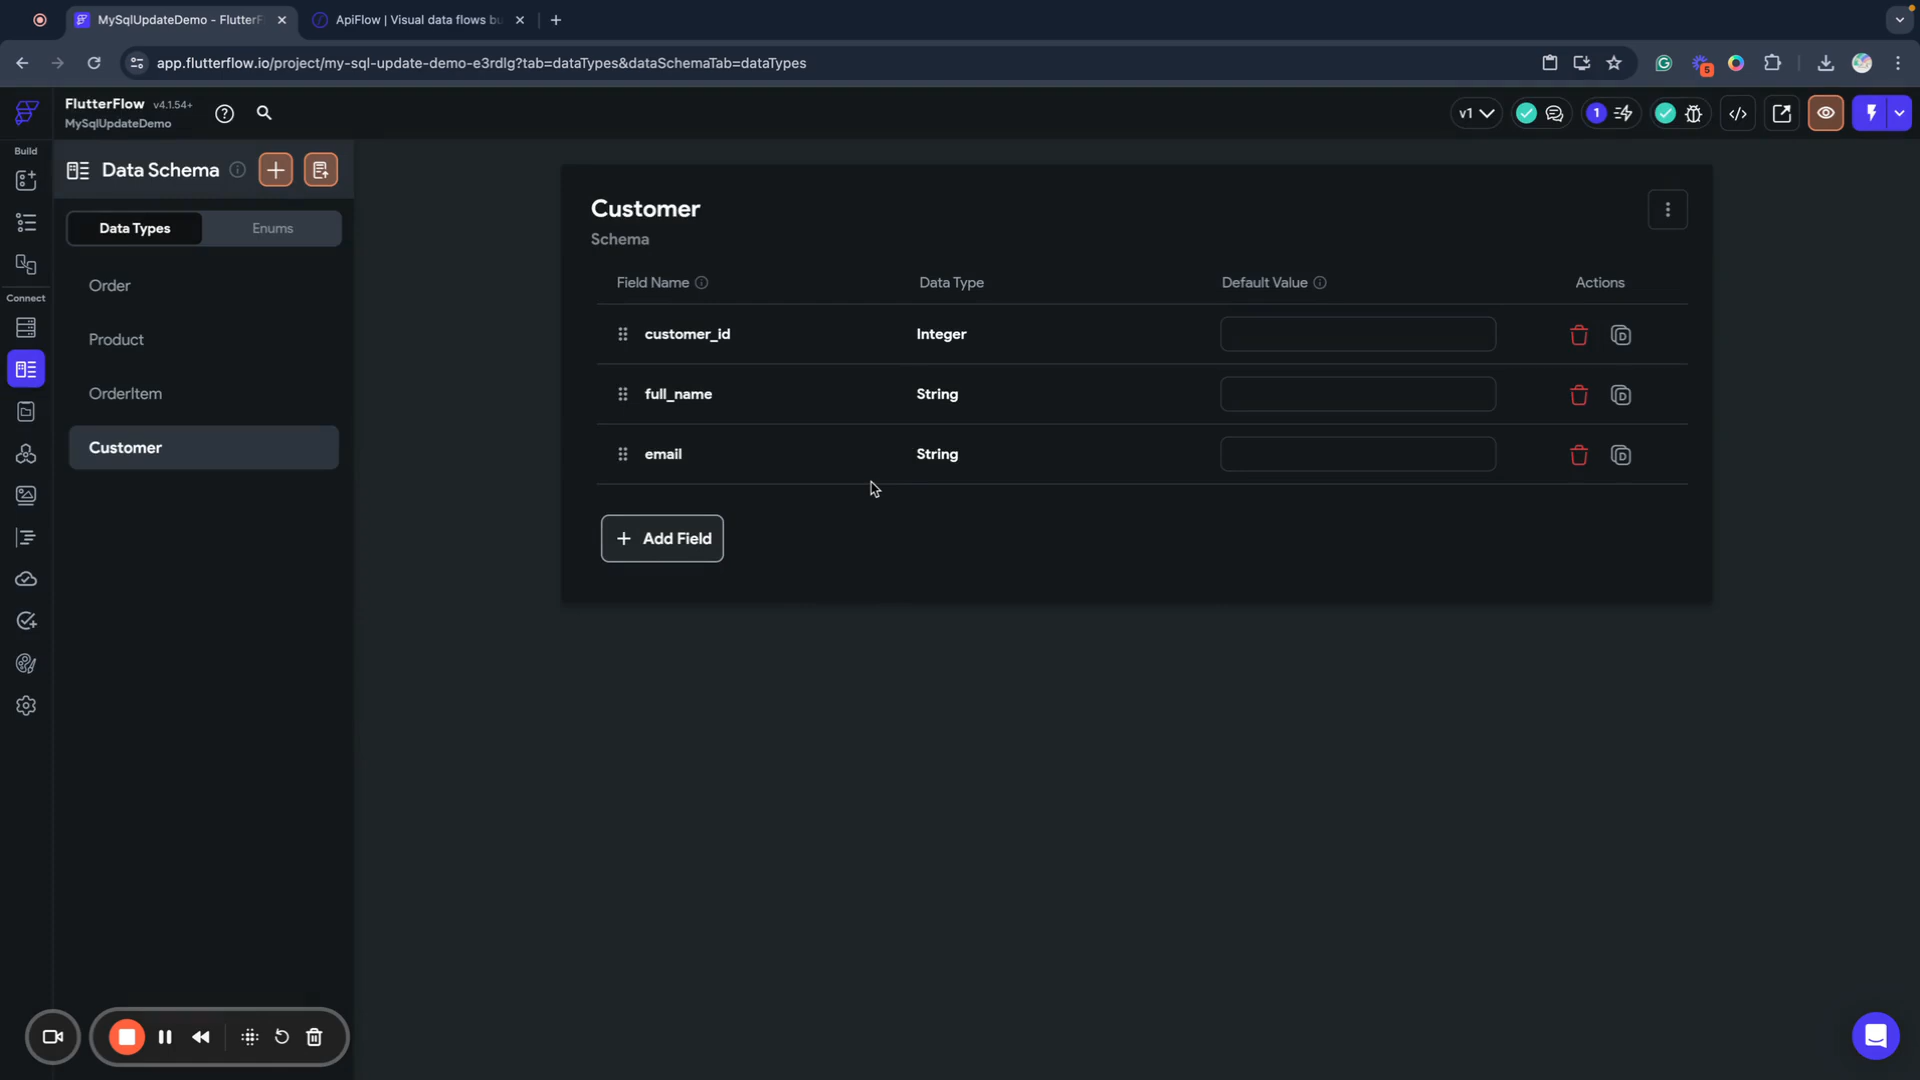 MySqlUpdateDemo - FlutterF
ApiFlow | Visual data flows bu
app.flutterflow.io/project/my-sql-update-demo-e3rdlg?tab=dataTypes&dataSchemaTab=dataTypes
5
FlutterFlow v4.1.54+
MySqlUpdateDemo
v1
1
Build
Data Schema
Data Types
Enums
Connect
Order
Product
OrderItem
Customer
Customer
Schema
Field Name
Data Type
Default Value
Actions
customer_id
Integer
full_name
String
email
String
+ Add Field